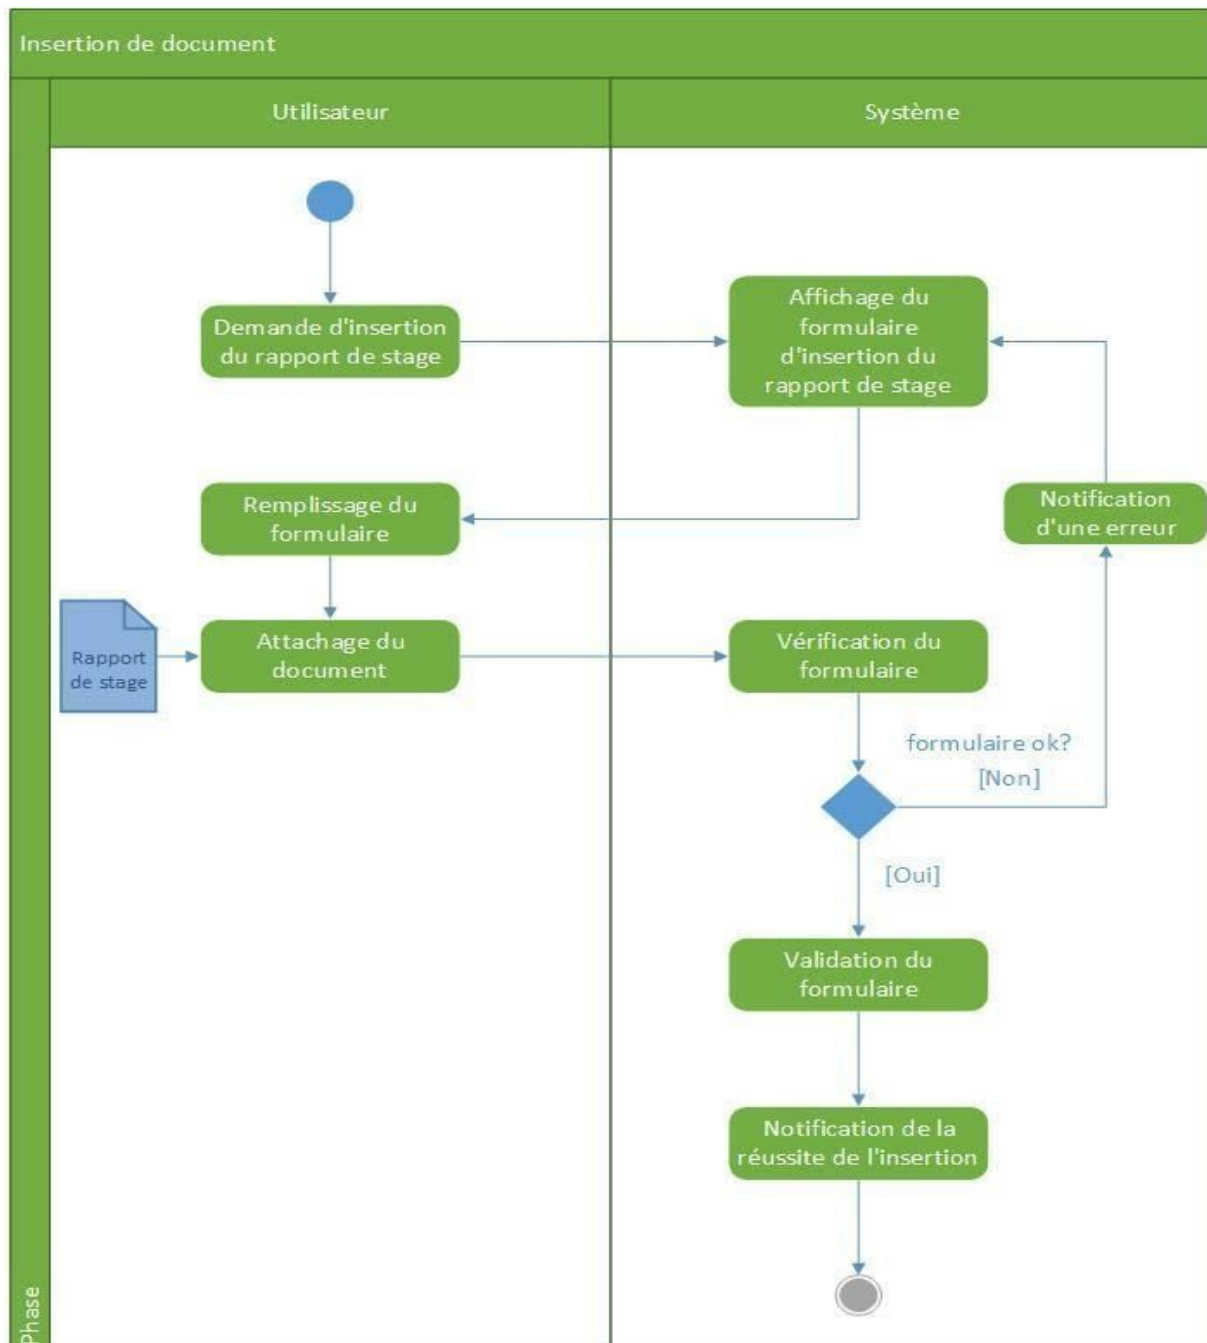 Insertion de document
Utilisateur
Système
Demande d'insertion
du rapport de stage
Affichage du
formulaire
d'insertion du
rapport de stage
Remplissage du
formulaire
Notification
d'une erreur
Rapport
de stage
Attachage du
document
Vérification du
formulaire
formulaire ok?
[Non]
[Oui]
Validation du
formulaire
Notification de la
réussite de l'insertion
Phase